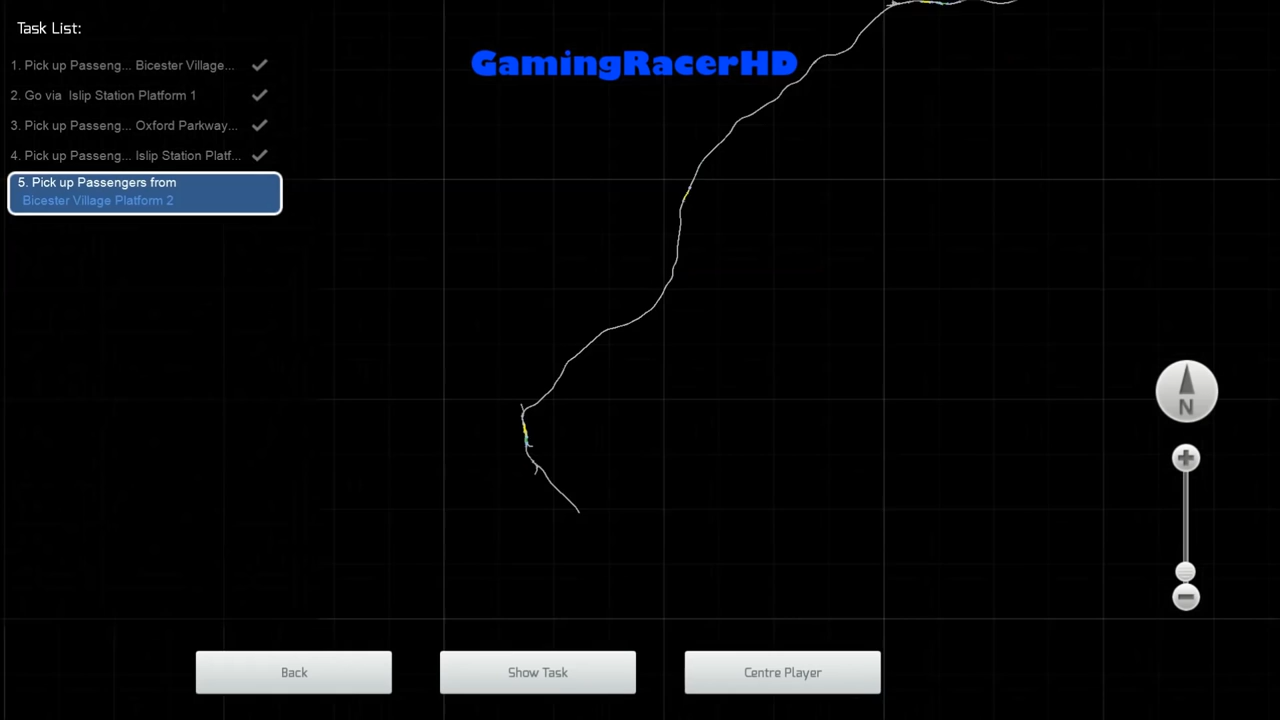 Task List:
GamingRacerHD
1. Pick up Passeng... Bicester Village...
2. Go via Islip Station Platform 1
3. Pick up Passeng... Oxford Parkway...
4. Pick up Passeng... Islip Station Platf...
5. Pick up Passengers from
Bicester Village Platform 2
N
Back
Show Task
Centre Player